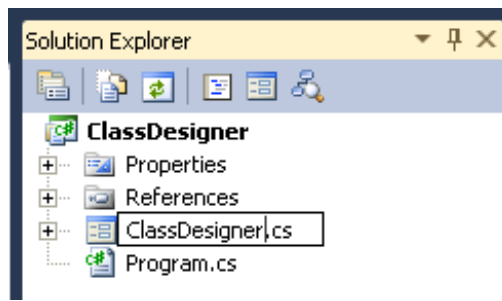 Solution Explorer
ClassDesigner
Properties
References
ClassDesigner.cs
Program.cs